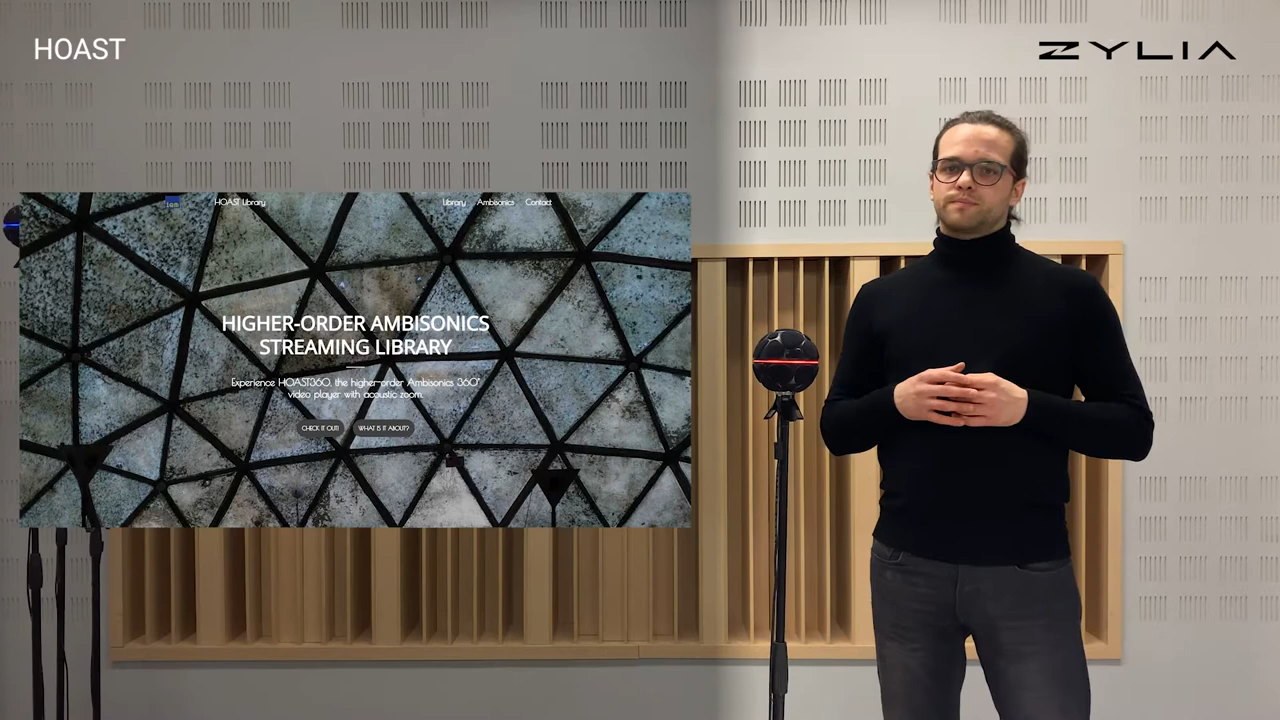 HOAST
ZYLIA
iem
HOAST Library
Library Ambisonics Contact
HIGHER-ORDER AMBISONICS
STREAMING LIBRARY
Experience HOAST360, the higher-order Ambisonics 360°
video player with acoustic zoom.
CHECK IT OUT!
WHAT IS IT ABOUT?